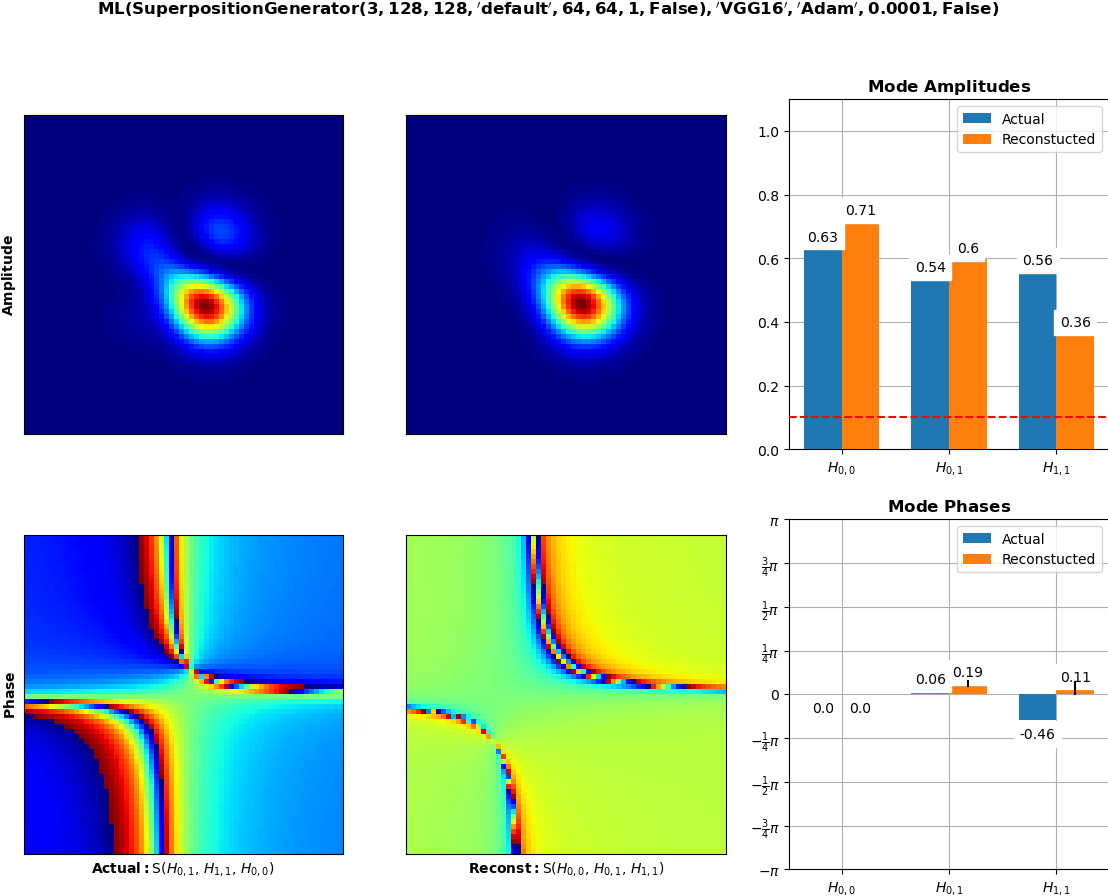 ML(SuperpositionGenerator(3, 128, 128, ′default′, 64, 64, 1, False), ′VGG16′, ′Adam′, 0.0001, False)
Amplitude
Mode Amplitudes
Actual
Reconstucted
1.0
0.8
0.6
0.4
0.2
0.0
0.63
0.71
0.54
0.6
0.56
0.36
H0,0
H0,1
H1,1
Phase
Actual: S(H0,1, H1,1, H0,0)
Reconst: S(H0,0, H0,1, H1,1)
Mode Phases
Actual
Reconstucted
π
3/4π
1/2π
1/4π
0
−1/4π
−1/2π
−3/4π
−π
0.0
0.0
0.06
0.19
-0.46
0.11
H0,0
H0,1
H1,1